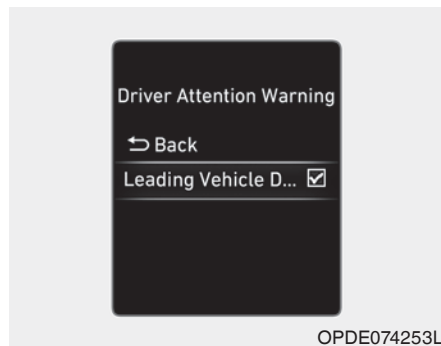 Driver Attention Warning
Back
Leading Vehicle D...
OPDE074253L